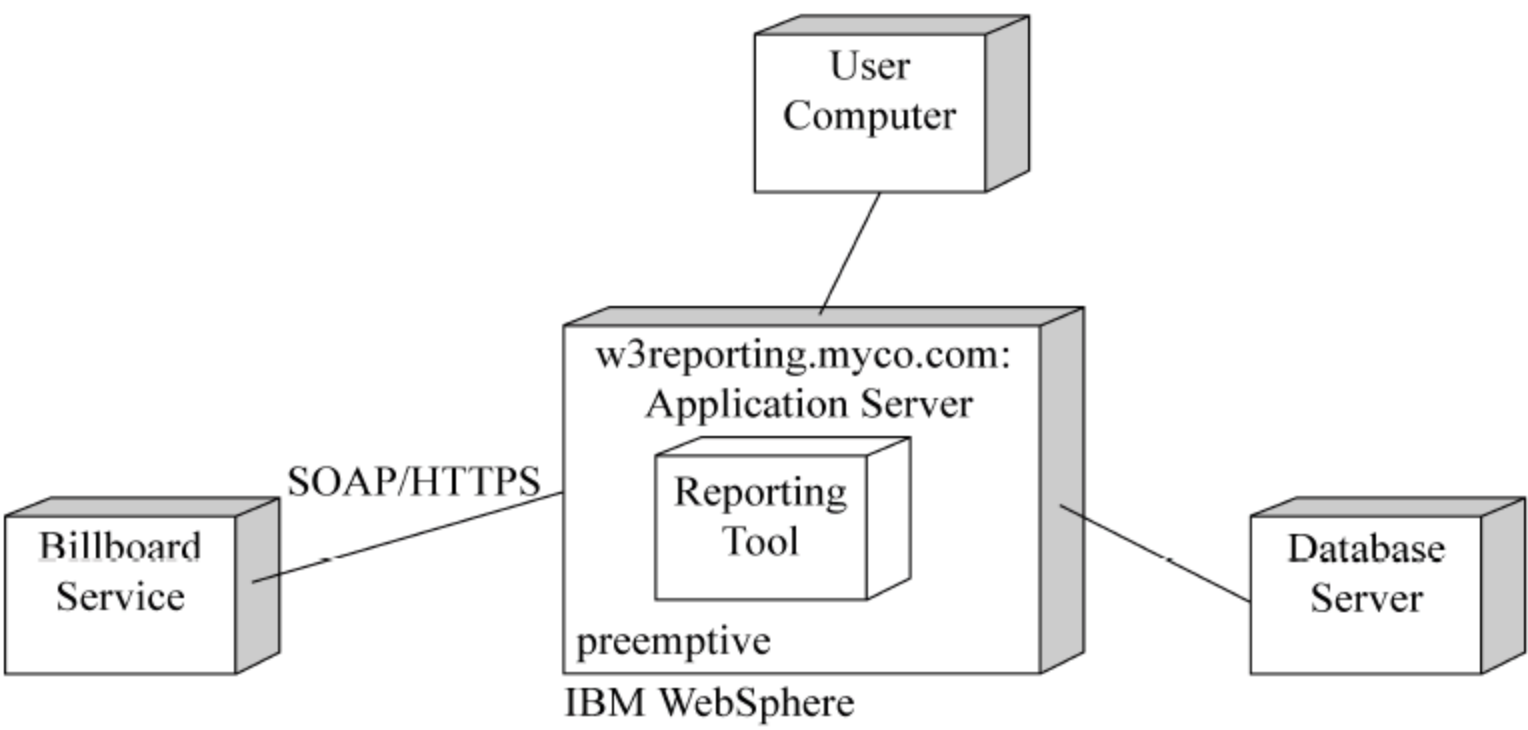 User
Computer
w3reporting.myco.com:
Application Server
SOAP/HTTPS
Reporting
Tool
Billboard
Service
Database
Server
preemptive
IBM WebSphere